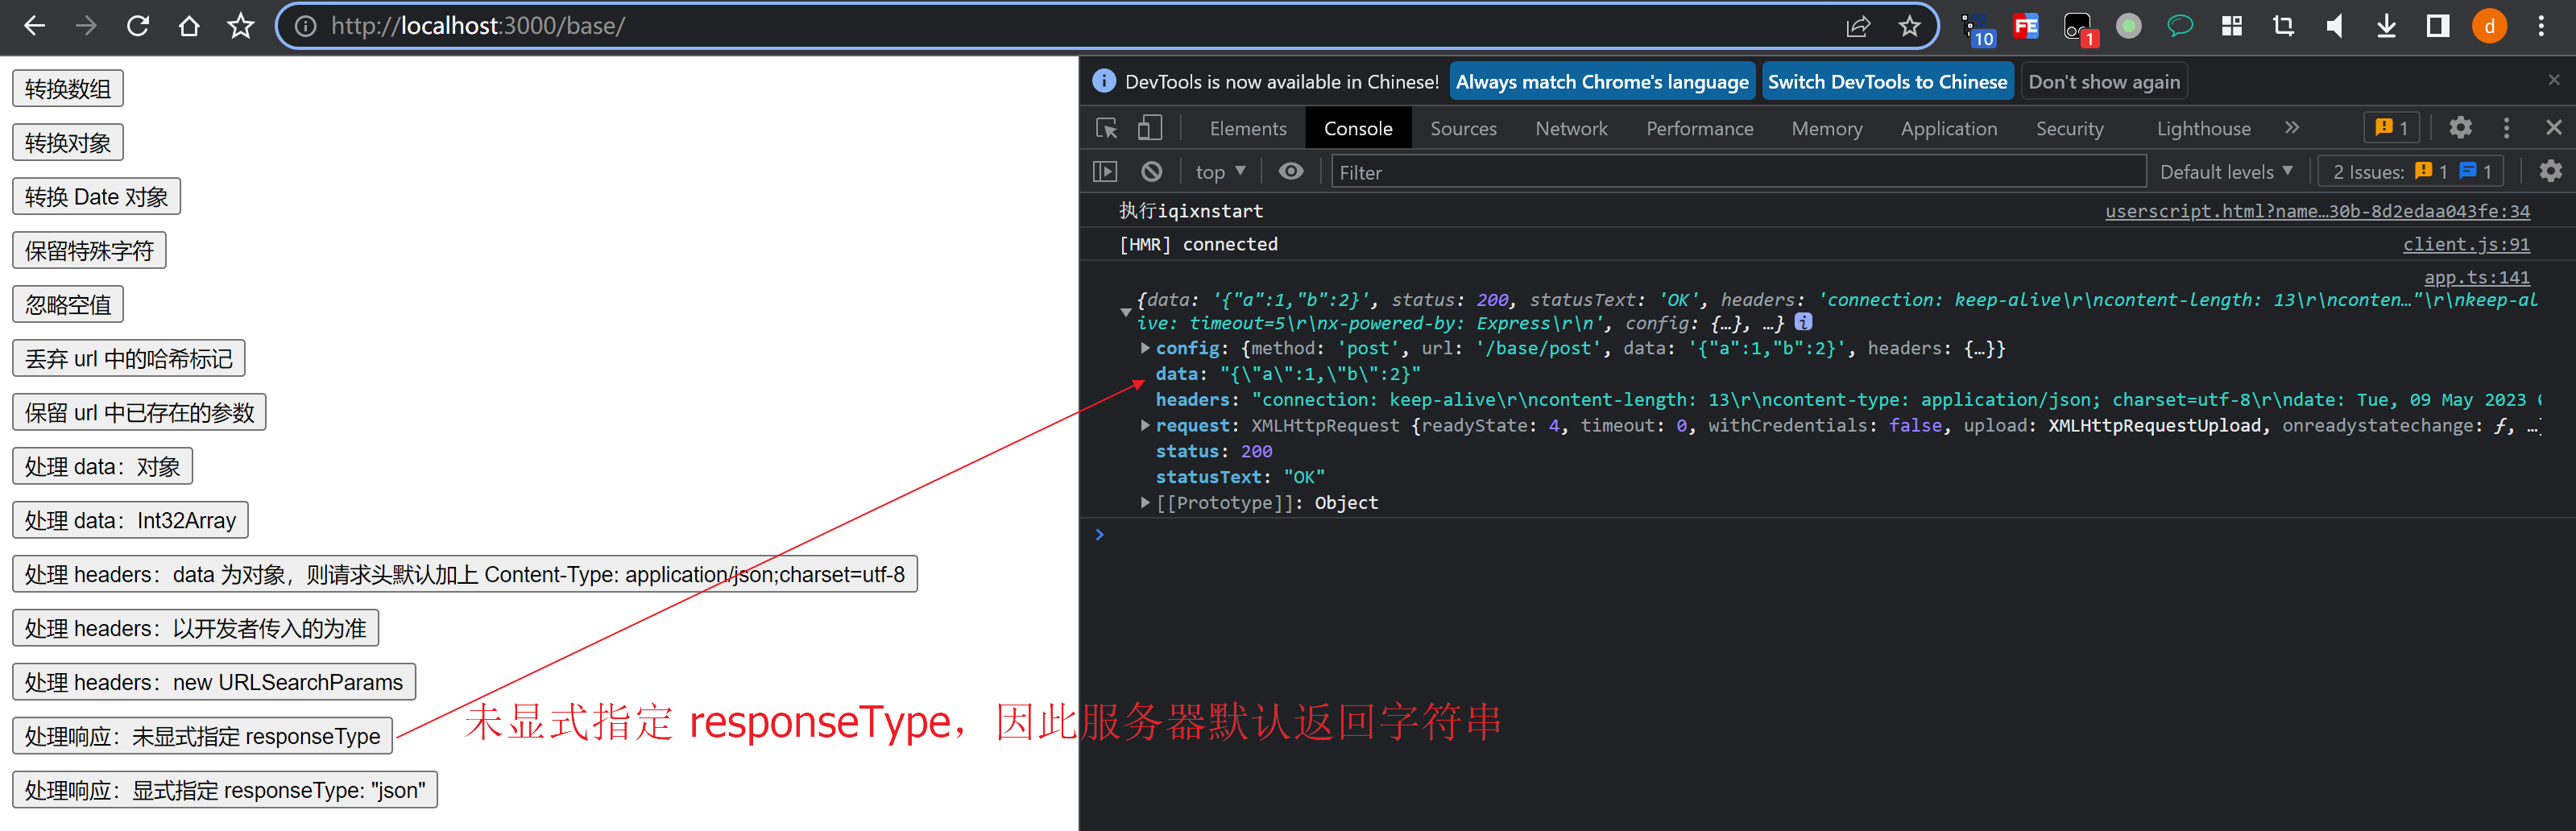 http://localhost:3000/base/
10
FE
1
d
转换数组
转换对象
转换 Date 对象
保留特殊字符
忽略空值
丢弃 url 中的哈希标记
保留 url 中已存在的参数
处理 data：对象
处理 data：Int32Array
处理 headers：data 为对象，则请求头默认加上 Content-Type: application/json;charset=utf-8
处理 headers：以开发者传入的为准
处理 headers：new URLSearchParams
处理响应：未显式指定 responseType
处理响应：显式指定 responseType: "json"
未显式指定 responseType，因此服务器默认返回字符串
DevTools is now available in Chinese! Always match Chrome's language Switch DevTools to Chinese Don't show again
Elements Console Sources Network Performance Memory Application Security Lighthouse » 1
top Filter Default levels 2 Issues: 1 1
执行iqixnstart userscript.html?name…30b-8d2edaa043fe:34
[HMR] connected client.js:91
app.ts:141
{data: '{"a":1,"b":2}', status: 200, statusText: 'OK', headers: 'connection: keep-alive\r\ncontent-length: 13\r\nconten…"\r\nkeep-al
ive: timeout=5\r\nx-powered-by: Express\r\n', config: {…}, …}
config: {method: 'post', url: '/base/post', data: '{"a":1,"b":2}', headers: {…}}
data: "{\"a\":1,\"b\":2}"
headers: "connection: keep-alive\r\ncontent-length: 13\r\ncontent-type: application/json; charset=utf-8\r\ndate: Tue, 09 May 2023
request: XMLHttpRequest {readyState: 4, timeout: 0, withCredentials: false, upload: XMLHttpRequestUpload, onreadystatechange: ƒ, …}
status: 200
statusText: "OK"
[[Prototype]]: Object